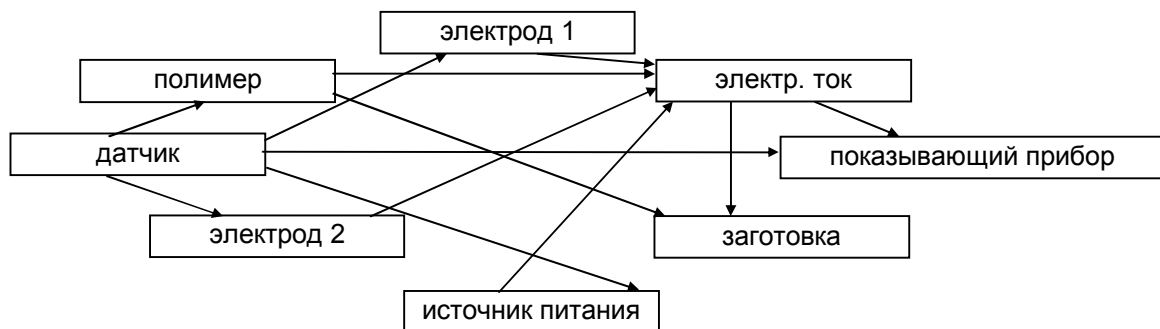 электрод 1
полимер
электр. ток
датчик
показывающий прибор
электрод 2
заготовка
источник питания